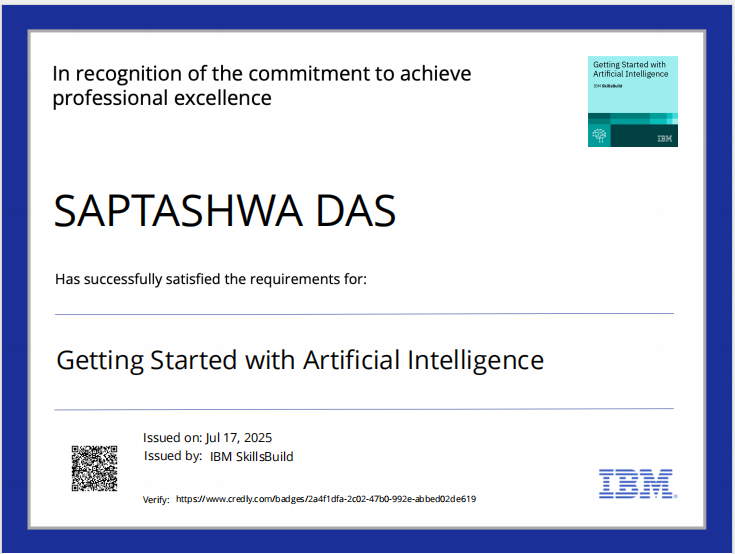 In recognition of the commitment to achieve
professional excellence
Getting Started with
Artificial Intelligence
IBM SkillsBuild
IBM
SAPTASHWA DAS
Has successfully satisfied the requirements for:
Getting Started with Artificial Intelligence
Issued on: Jul 17, 2025
Issued by: IBM SkillsBuild
Verify: https://www.credly.com/badges/2a4f1dfa-2c02-47b0-992e-abbed02de619
IBM®